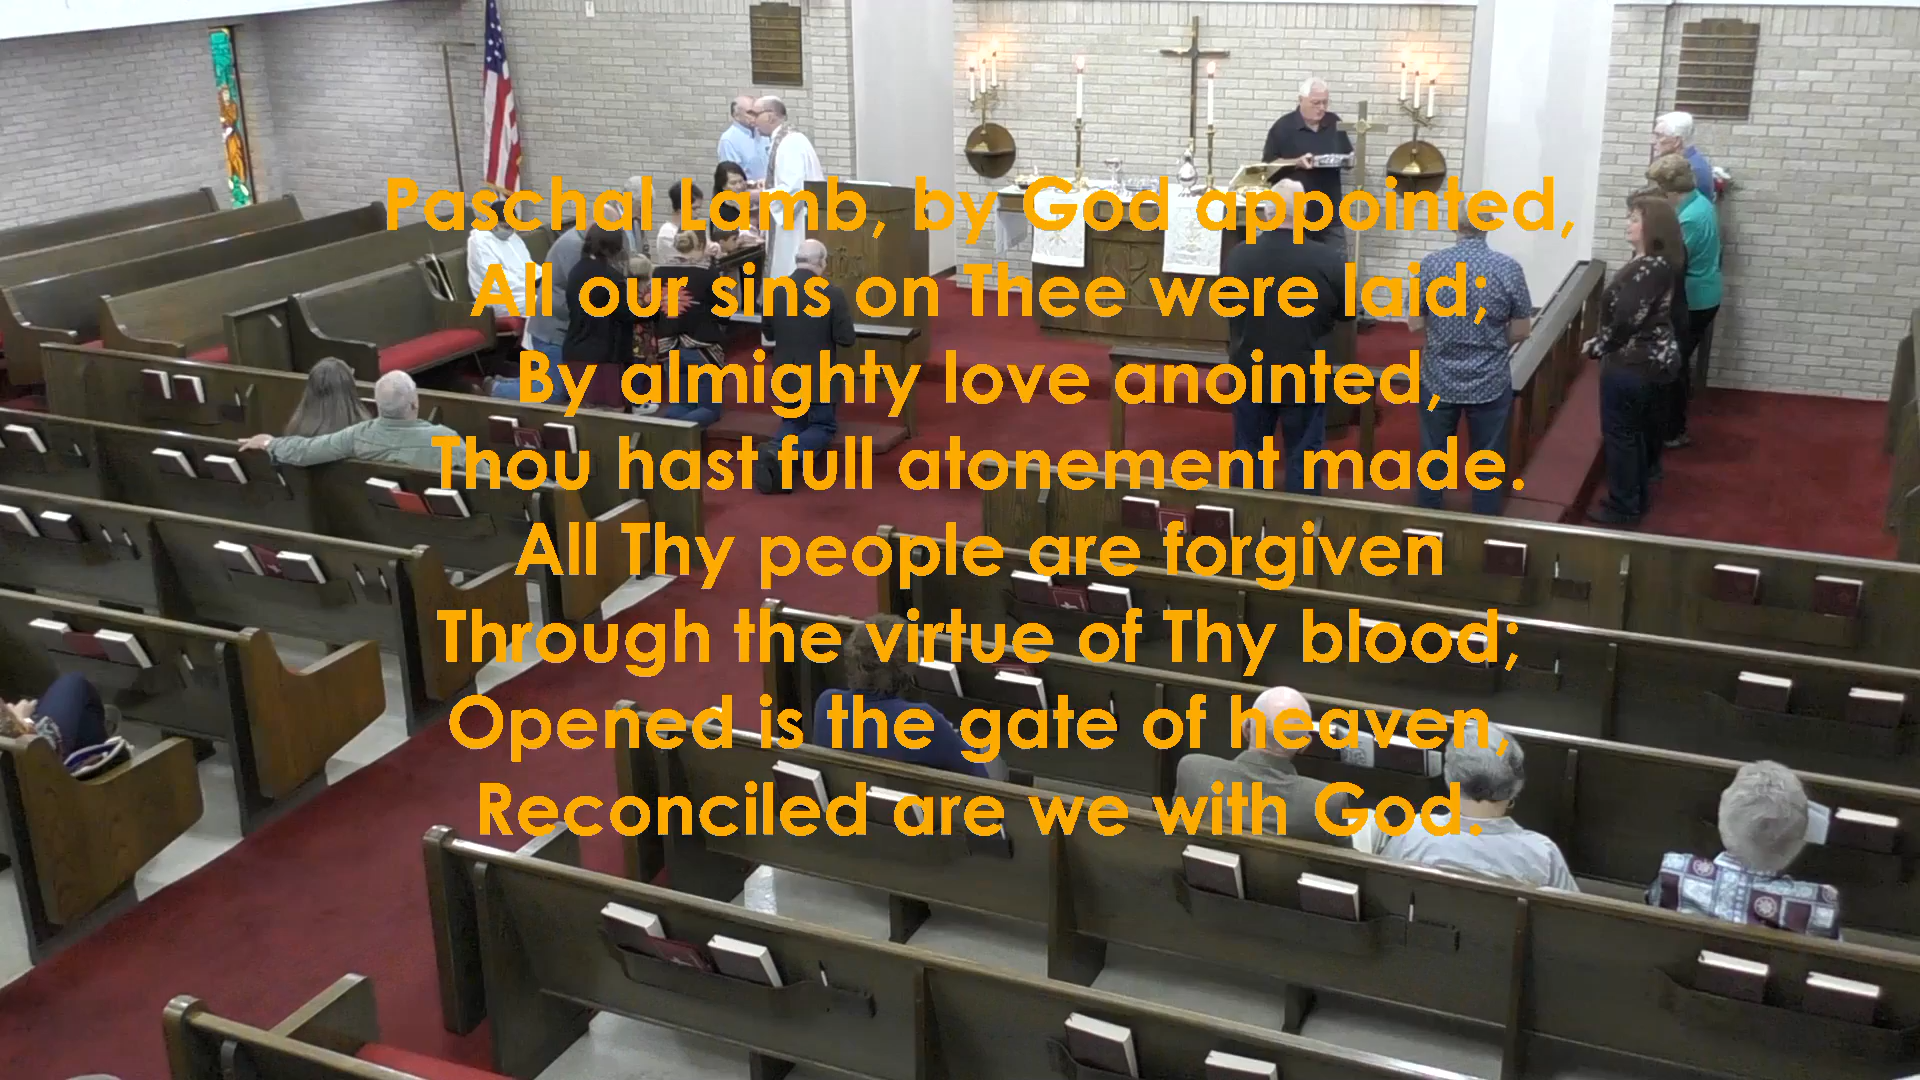 Paschal Lamb, by God appointed,
All our sins on Thee were laid;
By almighty love anointed,
Thou hast full atonement made.
All Thy people are forgiven
Through the virtue of Thy blood;
Opened is the gate of heaven,
Reconciled are we with God.